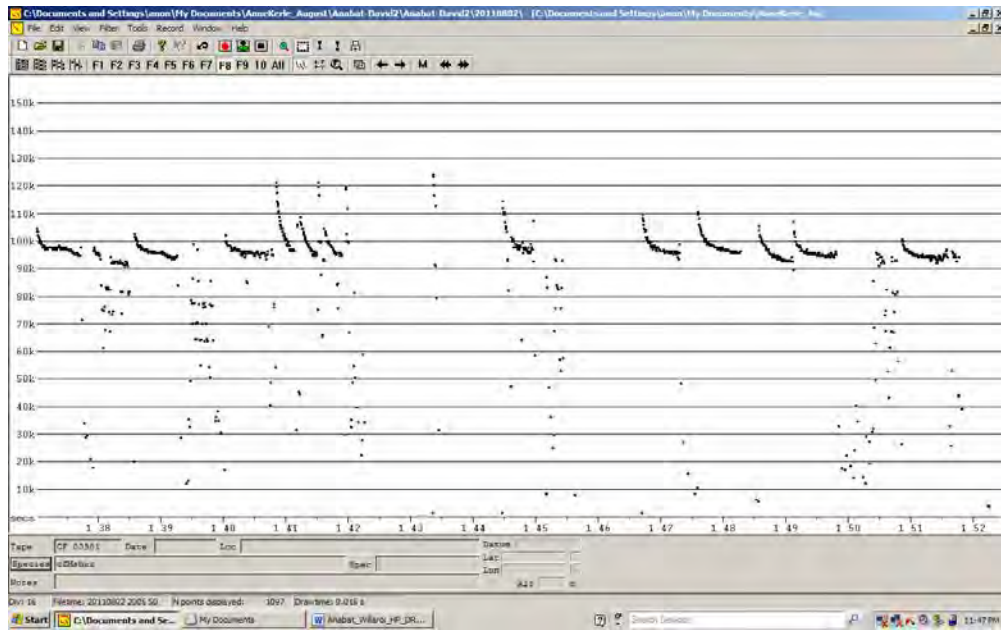 C:\Documents and Settings\anon\My Documents\AnneKerle_August\Anabat-David2\Anabat-David2\20110802\
File Edit View Filter Tools Record Window Help
F1 F2 F3 F4 F5 F6 F7 F8 F9 10 All M
150k
140k
130k
120k
110k
100k
90k
80k
70k
60k
50k
40k
30k
20k
10k
secs 1.38 1.39 1.40 1.41 1.42 1.43 1.44 1.45 1.46 1.47 1.48 1.49 1.50 1.51 1.52
Tape Date Loc Datum
Lat
Species Spec
Lon
Notes Alt m
Div: 16 Filetime: 20110802 N points displayed: 1097 Drawtime: 0.016 s
Start C:\Documents and Se... My Documents Search Desktop 11:47 PM